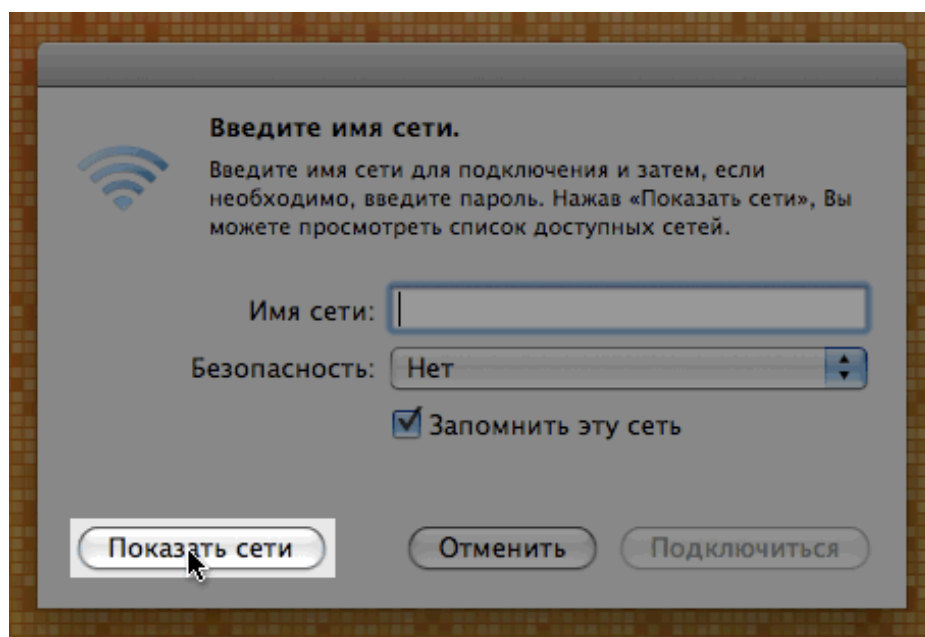 Введите имя сети.
Введите имя сети для подключения и затем, если
необходимо, введите пароль. Нажав «Показать сети», Вы
можете просмотреть список доступных сетей.
Имя сети:
Безопасность: Нет
Запомнить эту сеть
Показать сети Отменить Подключиться